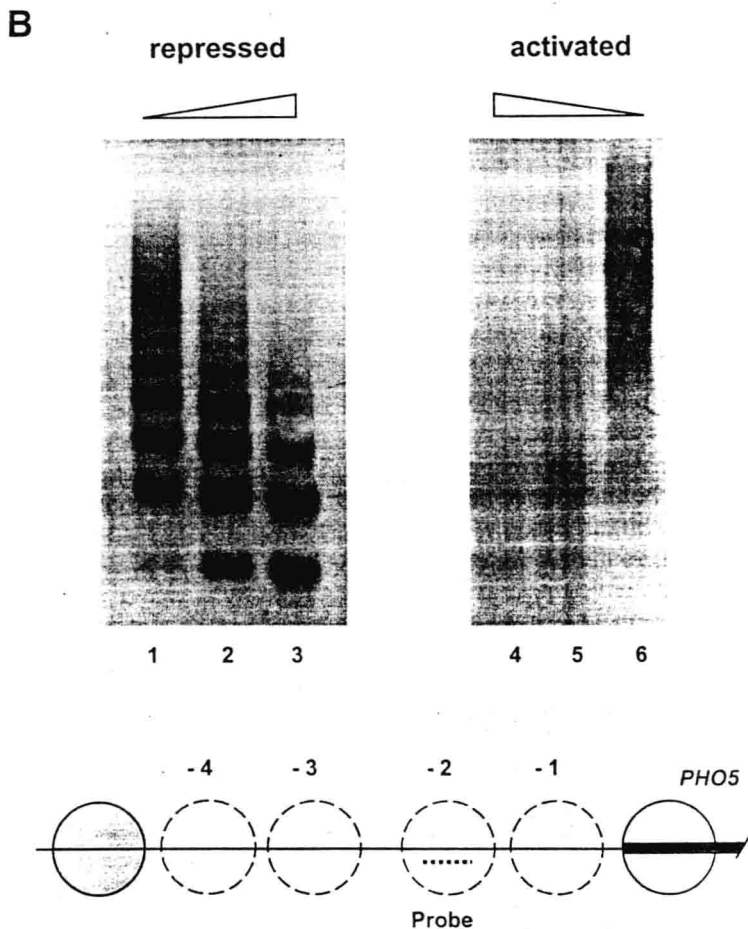 B
repressed activated
1 2 3 4 5 6
- 4 - 3 - 2 - 1
PHO5
Probe